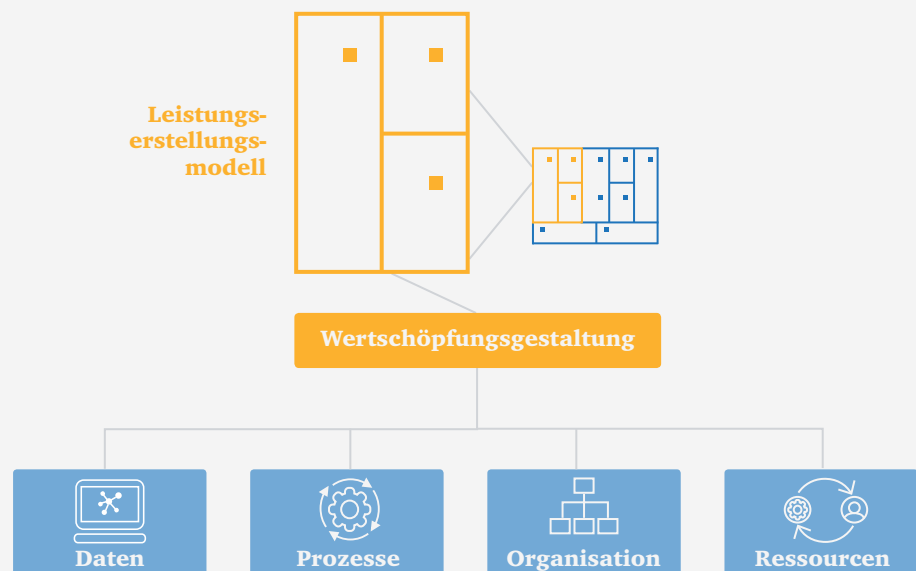 Leistungs-
erstellungs-
modell
Wertschöpfungsgestaltung
Daten
Prozesse
Organisation
Ressourcen